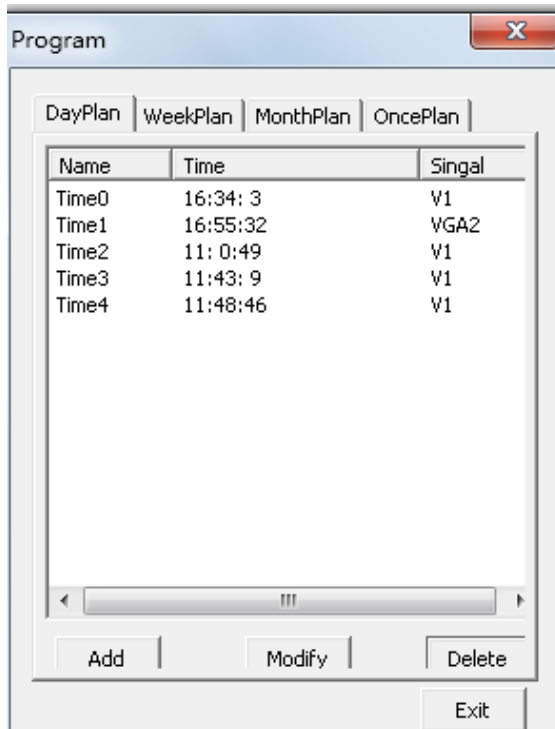 Program
DayPlan WeekPlan MonthPlan OncePlan
Name Time Singal
Time0 16:34: 3 V1
Time1 16:55:32 VGA2
Time2 11: 0:49 V1
Time3 11:43: 9 V1
Time4 11:48:46 V1
Add Modify Delete
Exit